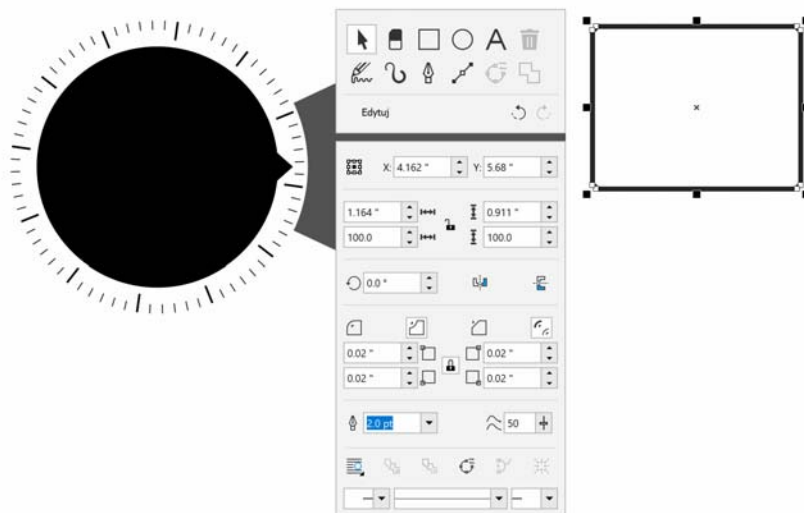 A
Edytuj
X: 4.162 " Y: 5.68 "
1.164 " 0.911 "
100.0 100.0
0.0 °
0.02 " 0.02 "
0.02 " 0.02 "
2.0 pt 50